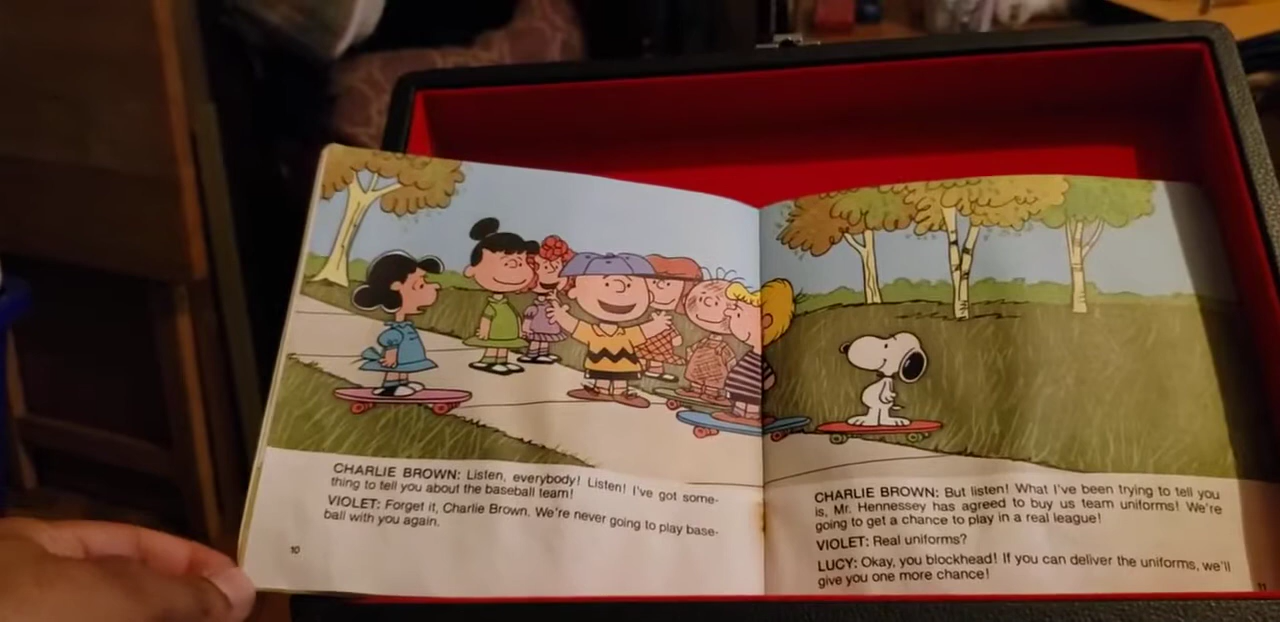 CHARLIE BROWN: Listen, everybody! Listen! I've got some-
thing to tell you about the baseball team!
VIOLET: Forget it, Charlie Brown. We're never going to play base-
ball with you again.
10
CHARLIE BROWN: But listen! What I've been trying to tell you
is, Mr. Hennessey has agreed to buy us team uniforms! We're
going to get a chance to play in a real league!
VIOLET: Real uniforms?
LUCY: Okay, you blockhead! If you can deliver the uniforms, we'll
give you one more chance!
11